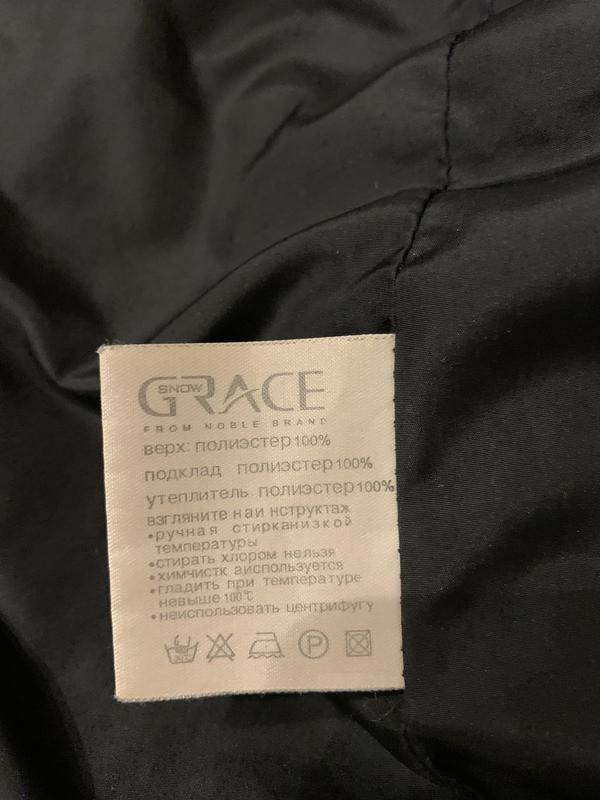 SNOW
GRACE
FROM NOBLE BRAND
верх: полиэстер100%
подклад полиэстер100%
утеплитель. полиэстер100%
взгляните наи нструктаж
•ручная стирканизкой
температуры
•стирать хлором нельзя
•химчистк аиспользуется
•гладить при температуре
невыше 100℃
•неиспользовать центрифугу
P